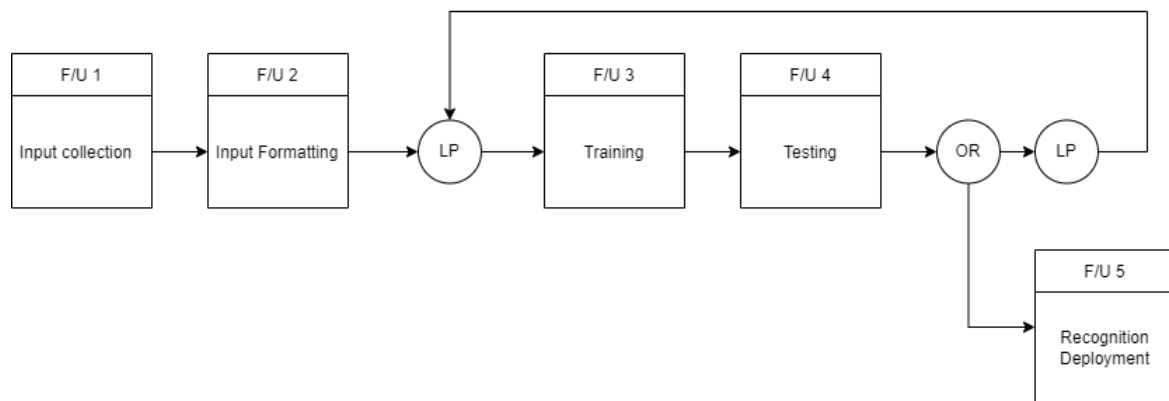 F/U 1
Input collection
F/U 2
Input Formatting
LP
F/U 3
Training
F/U 4
Testing
OR
LP
F/U 5
Recognition
Deployment